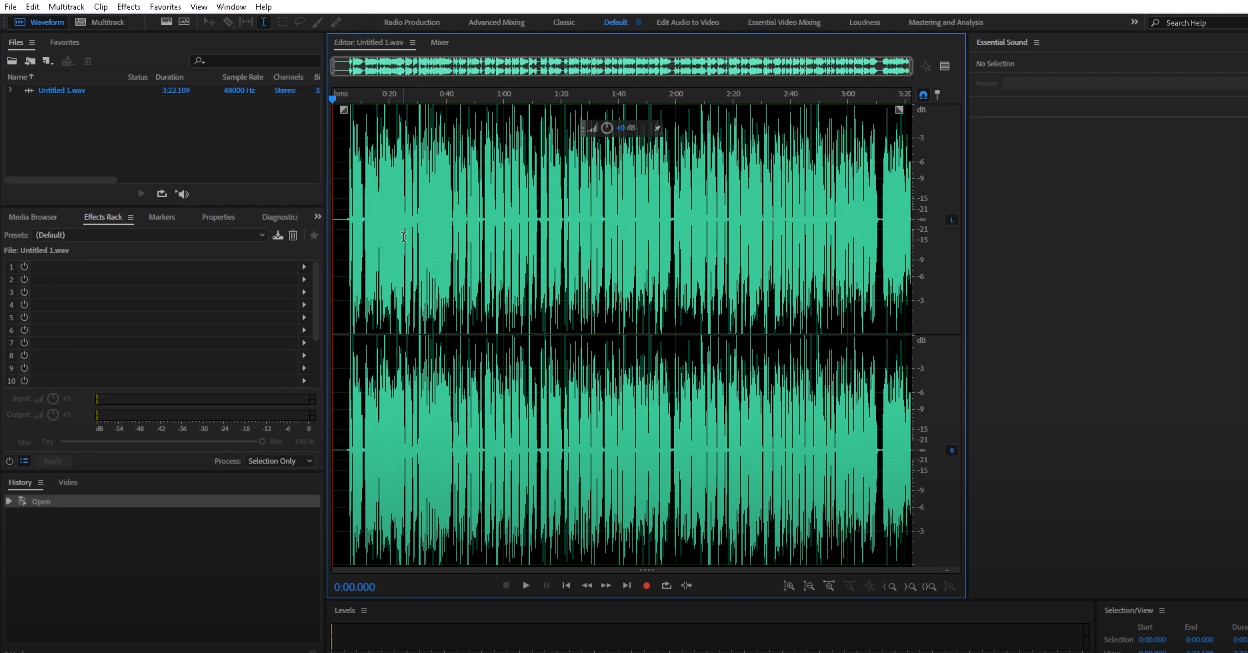 File Edit Multitrack Clip Effects Favorites View Window Help
Waveform Multitrack Radio Production Advanced Mixing Classic Default Edit Audio to Video Essential Video Mixing Loudness Mastering and Analysis Search Help
Files Favorites
Name Status Duration Sample Rate Channels Bi
Untitled 1.wav 3:22.109 48000 Hz Stereo 3
Media Browser Effects Rack Markers Properties Diagnostic
Presets: (Default)
File: Untitled 1.wav
1
2
3
4
5
6
7
8
9
10
Input: +0
Output: +0
dB -54 -48 -42 -36 -30 -24 -18 -12 -6 0
Mix: Dry Wet 100 %
Apply Process: Selection Only
History Video
Open
Editor: Untitled 1.wav Mixer
hms 0:20 0:40 1:00 1:20 1:40 2:00 2:20 2:40 3:00 3:20
+0 dB
dB
-3
-6
-9
-15
-21
-∞
-21
-15
-9
-6
-3
L
dB
-3
-6
-9
-15
-21
-∞
-21
-15
-9
-6
-3
R
0:00.000
Levels
Essential Sound
No Selection
Preset:
Selection/View
Start End Dura
Selection 0:00.000 0:00.000 0:00